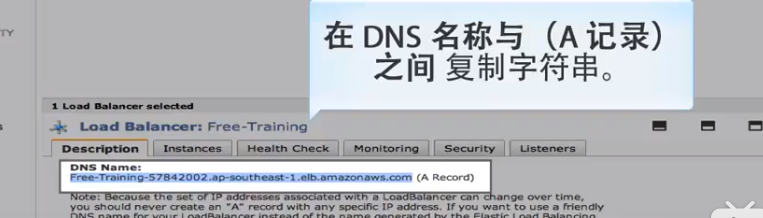 TY
在 DNS 名称与（A 记录）
之间 复制字符串。
1 Load Balancer selected
Load Balancer: Free-Training
Description Instances Health Check Monitoring Security Listeners
DNS Name:
Free-Training-57842002.ap-southeast-1.elb.amazonaws.com (A Record)
Note: Because the set of IP addresses associated with a LoadBalancer can change over time,
you should never create an "A" record with any specific IP address. If you want to use a friendly
DNS name for your LoadBalancer instead of the name generated by the Elastic Load Balancing